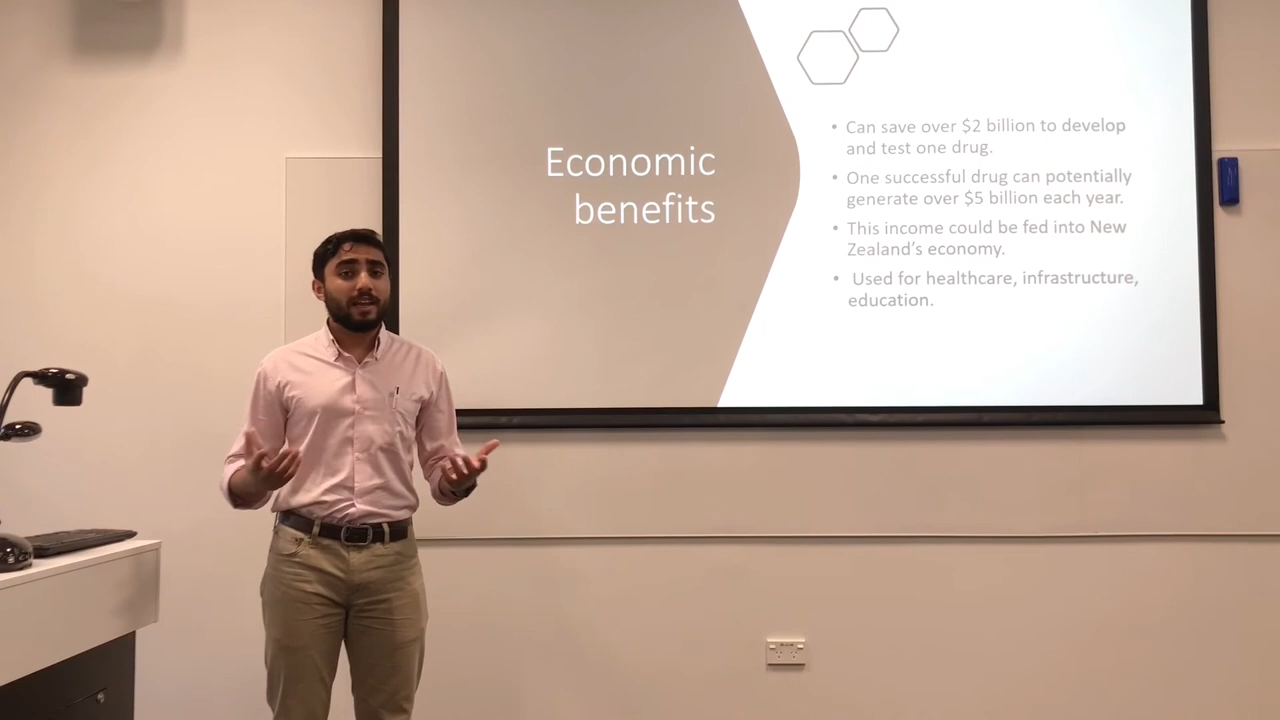 Economic
benefits
• Can save over $2 billion to develop
and test one drug.
• One successful drug can potentially
generate over $5 billion each year.
• This income could be fed into New
Zealand's economy.
• Used for healthcare, infrastructure,
education.